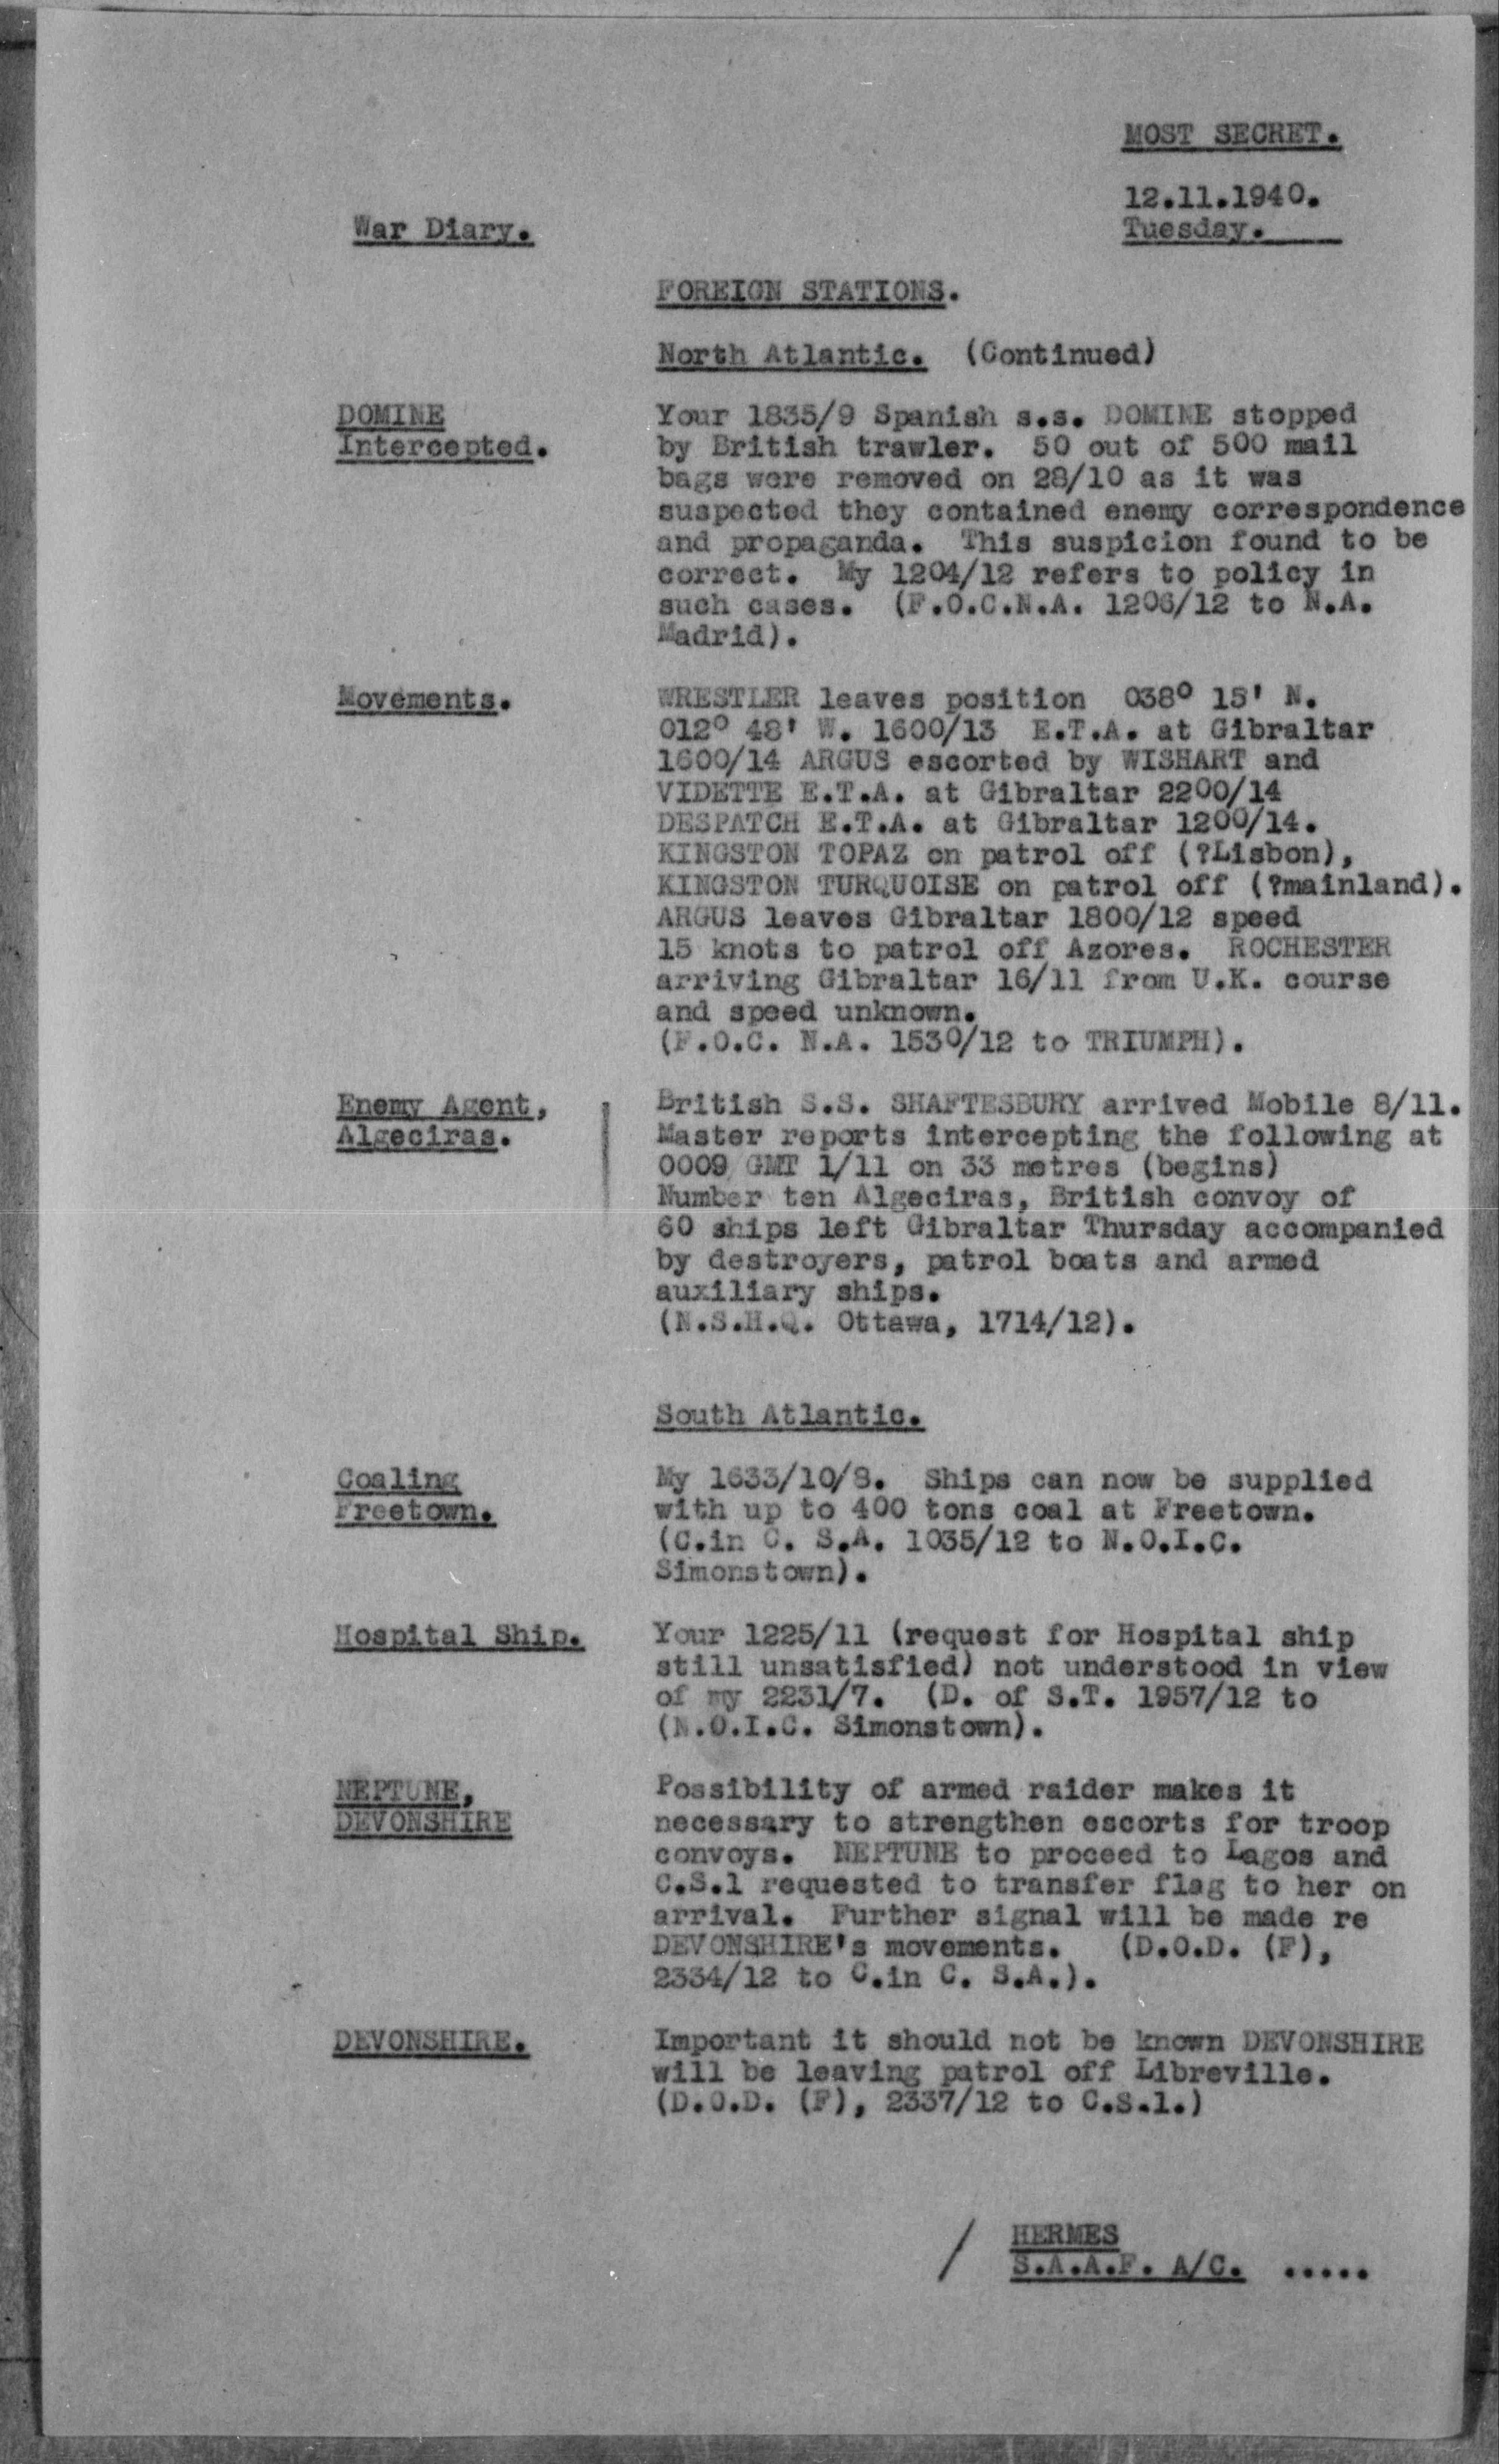 MOST SECRET.
12.11.1940.
Tuesday.
War Diary.
FOREIGN STATIONS.
North Atlantic. (Continued)
DOMINE
Intercepted.
Your 1835/9 Spanish s.s. DOMINE stopped
by British trawler. 50 out of 500 mail
bags were removed on 28/10 as it was
suspected they contained enemy correspondence
and propaganda. This suspicion found to be
correct. My 1204/12 refers to policy in
such cases. (F.O.C.N.A. 1206/12 to N.A.
Madrid).
Movements.
WRESTLER leaves position 038° 15' N.
012° 48' W. 1600/13 E.T.A. at Gibraltar
1600/14 ARGUS escorted by WISHART and
VIDETTE E.T.A. at Gibraltar 2200/14
DESPATCH E.T.A. at Gibraltar 1200/14.
KINGSTON TOPAZ on patrol off (?Lisbon),
KINGSTON TURQUOISE on patrol off (?mainland).
ARGUS leaves Gibraltar 1800/12 speed
15 knots to patrol off Azores. ROCHESTER
arriving Gibraltar 16/11 from U.K. course
and speed unknown.
(F.O.C. N.A. 1530/12 to TRIUMPH).
Enemy Agent,
Algeciras.
British S.S. SHAFTESBURY arrived Mobile 8/11.
Master reports intercepting the following at
0009 GMT 1/11 on 33 metres (begins)
Number ten Algeciras, British convoy of
60 ships left Gibraltar Thursday accompanied
by destroyers, patrol boats and armed
auxiliary ships.
(N.S.H.Q. Ottawa, 1714/12).
South Atlantic.
Coaling
Freetown.
My 1633/10/8. Ships can now be supplied
with up to 400 tons coal at Freetown.
(C.in C. S.A. 1035/12 to N.O.I.C.
Simonstown).
Hospital Ship.
Your 1225/11 (request for Hospital ship
still unsatisfied) not understood in view
of my 2231/7. (D. of S.T. 1957/12 to
(N.O.I.C. Simonstown).
NEPTUNE,
DEVONSHIRE
Possibility of armed raider makes it
necessary to strengthen escorts for troop
convoys. NEPTUNE to proceed to Lagos and
C.S.1 requested to transfer flag to her on
arrival. Further signal will be made re
DEVONSHIRE's movements. (D.O.D. (F),
2334/12 to C.in C. S.A.).
DEVONSHIRE.
Important it should not be known DEVONSHIRE
will be leaving patrol off Libreville.
(D.O.D. (F), 2337/12 to C.S.1.)
/ HERMES
S.A.A.F. A/C. .....